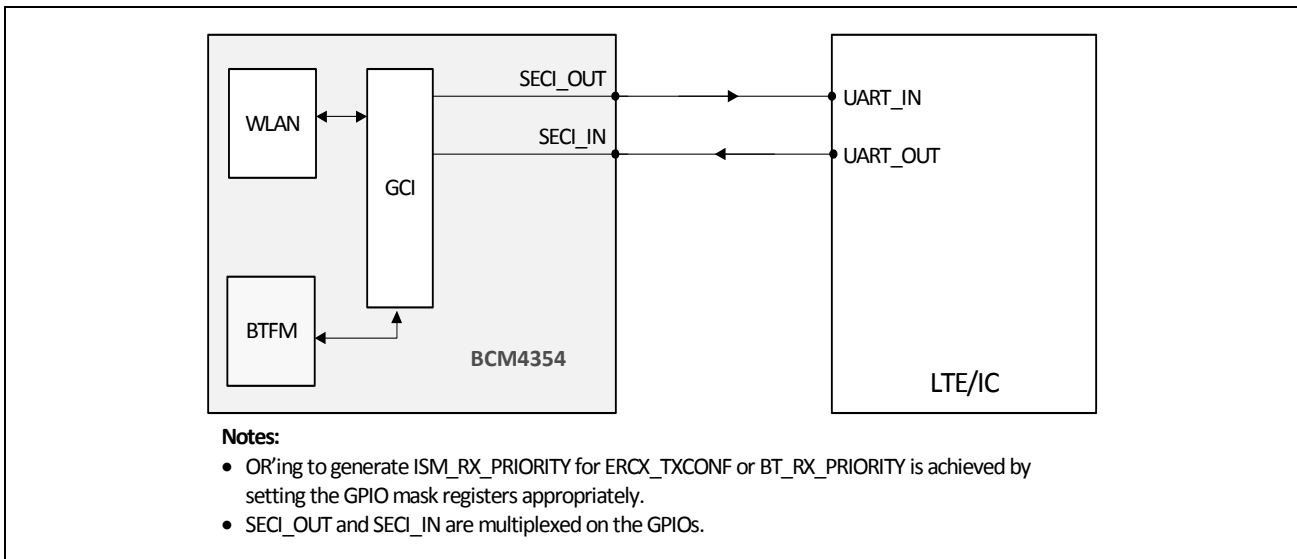 SECI_OUT
UART_IN
WLAN
SECI_IN
UART_OUT
GCI
BTFM
BCM4354
LTE/IC
Notes:
• OR’ing to generate ISM_RX_PRIORITY for ERCX_TXCONF or BT_RX_PRIORITY is achieved by
setting the GPIO mask registers appropriately.
• SECI_OUT and SECI_IN are multiplexed on the GPIOs.